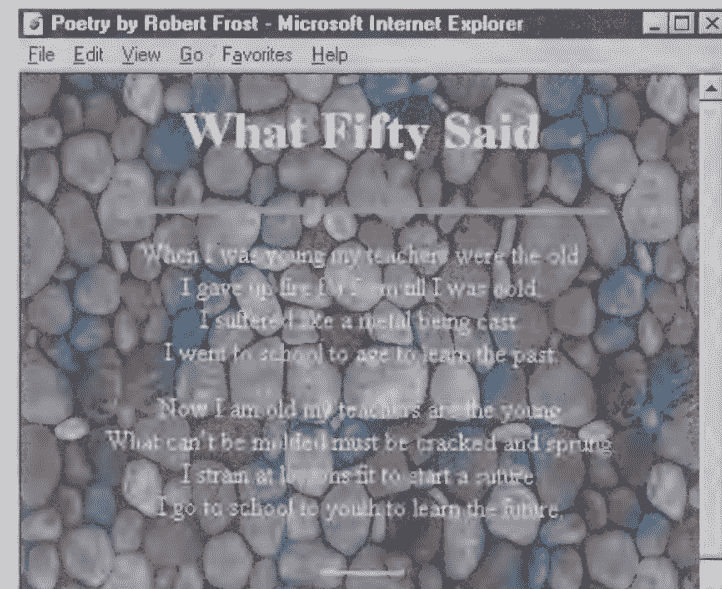 Poetry by Robert Frost - Microsoft Internet Explorer
File Edit View Go Favorites Help
What Fifty Said
When I was young my teachers were the old
I gave up fire for form till I was cold
I suffered like a metal being cast
I went to school to age to learn the past.
Now I am old my teachers are the young
What can't be molded must be cracked and sprung
I strain at lessons fit to start a suture
I go to school to youth to learn the future.